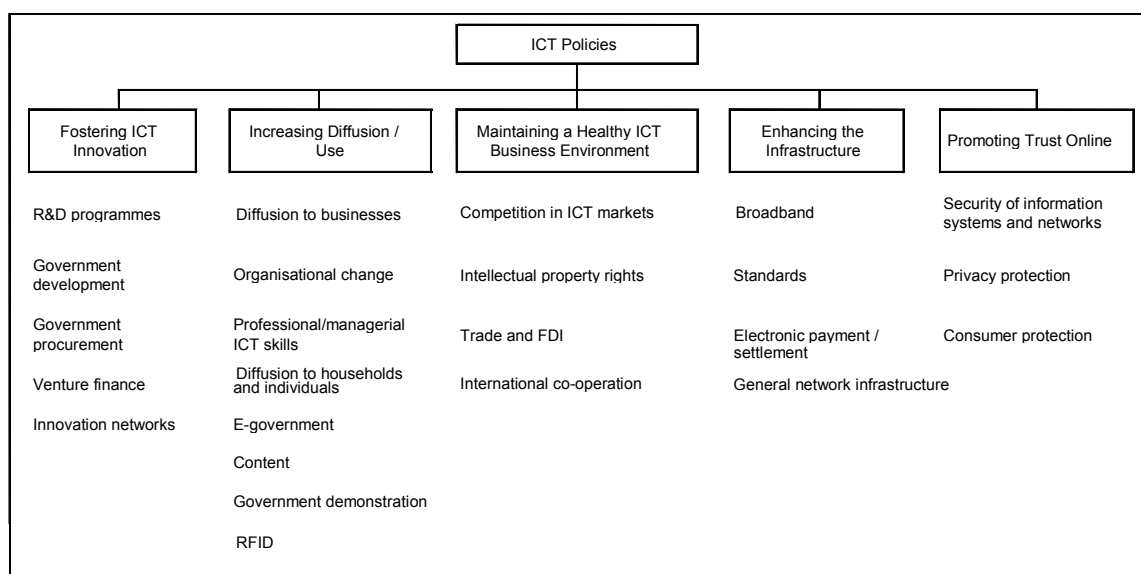 ICT Policies
Fostering ICT
Innovation
Increasing Diffusion /
Use
Maintaining a Healthy ICT
Business Environment
Enhancing the
Infrastructure
Promoting Trust Online
R&D programmes
Government
development
Government
procurement
Venture finance
Innovation networks
Diffusion to businesses
Organisational change
Professional/managerial
ICT skills
Diffusion to households
and individuals
E-government
Content
Government demonstration
RFID
Competition in ICT markets
Intellectual property rights
Trade and FDI
International co-operation
Broadband
Standards
Electronic payment /
settlement
General network infrastructure
Security of information
systems and networks
Privacy protection
Consumer protection